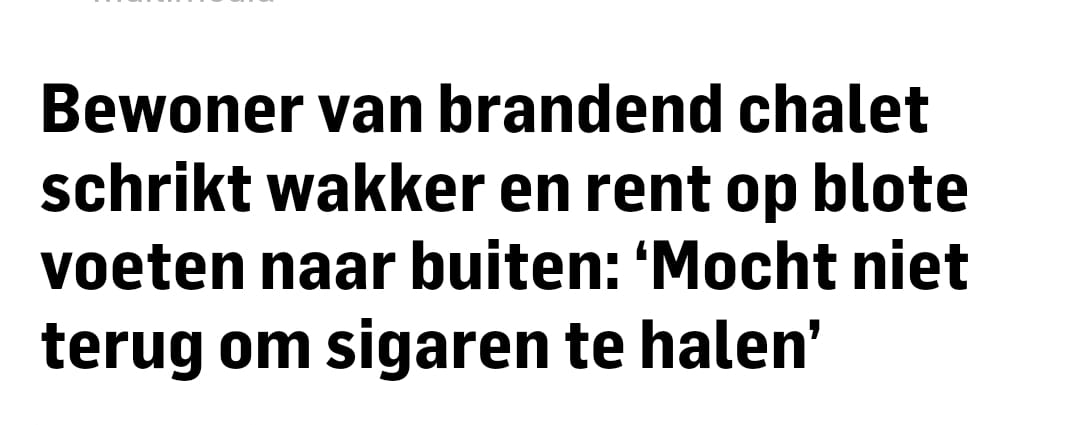 Bewoner van brandend chalet
schrikt wakker en rent op blote
voeten naar buiten: ‘Mocht niet
terug om sigaren te halen’